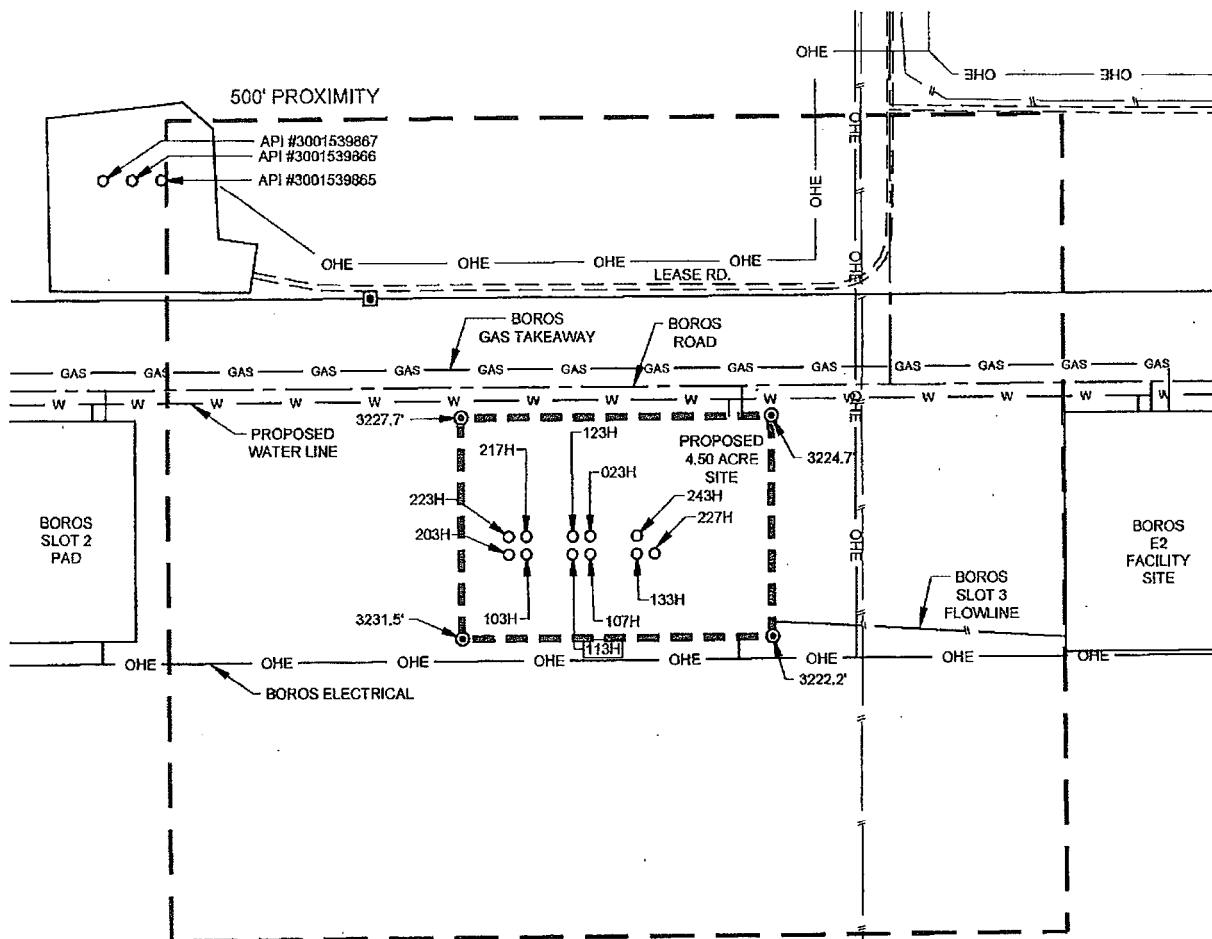 OHE
OHE OHE
500' PROXIMITY
API #3001539867
API #3001539866
API #3001539865
OHE
OHE
OHE
OHE OHE OHE OHE
LEASE RD.
BOROS
GAS TAKEAWAY
BOROS
ROAD
GAS GAS GAS GAS GAS GAS GAS GAS GAS GAS GAS GAS GAS GAS
W W W W W W W W W W W W W W
OHE
PROPOSED
WATER LINE
3227.7'
217H
123H
023H
PROPOSED
4.50 ACRE
SITE
3224.7'
243H
227H
223H
203H
BOROS
SLOT 2
PAD
OHE
BOROS
E2
FACILITY
SITE
BOROS
SLOT 3
FLOWLINE
133H
103H
107H
113H
3231.5'
3222.2'
OHE OHE OHE OHE OHE OHE OHE OHE
BOROS ELECTRICAL